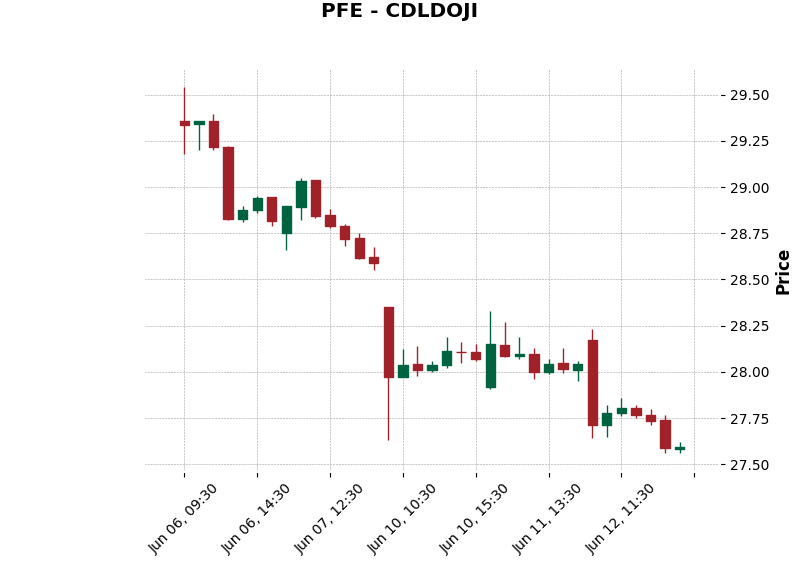 PFE - CDLDOJI
29.50
29.25
29.00
28.75
28.50
28.25
28.00
27.75
27.50
Price
Jun 06, 09:30
Jun 06, 14:30
Jun 07, 12:30
Jun 10, 10:30
Jun 10, 15:30
Jun 11, 13:30
Jun 12, 11:30